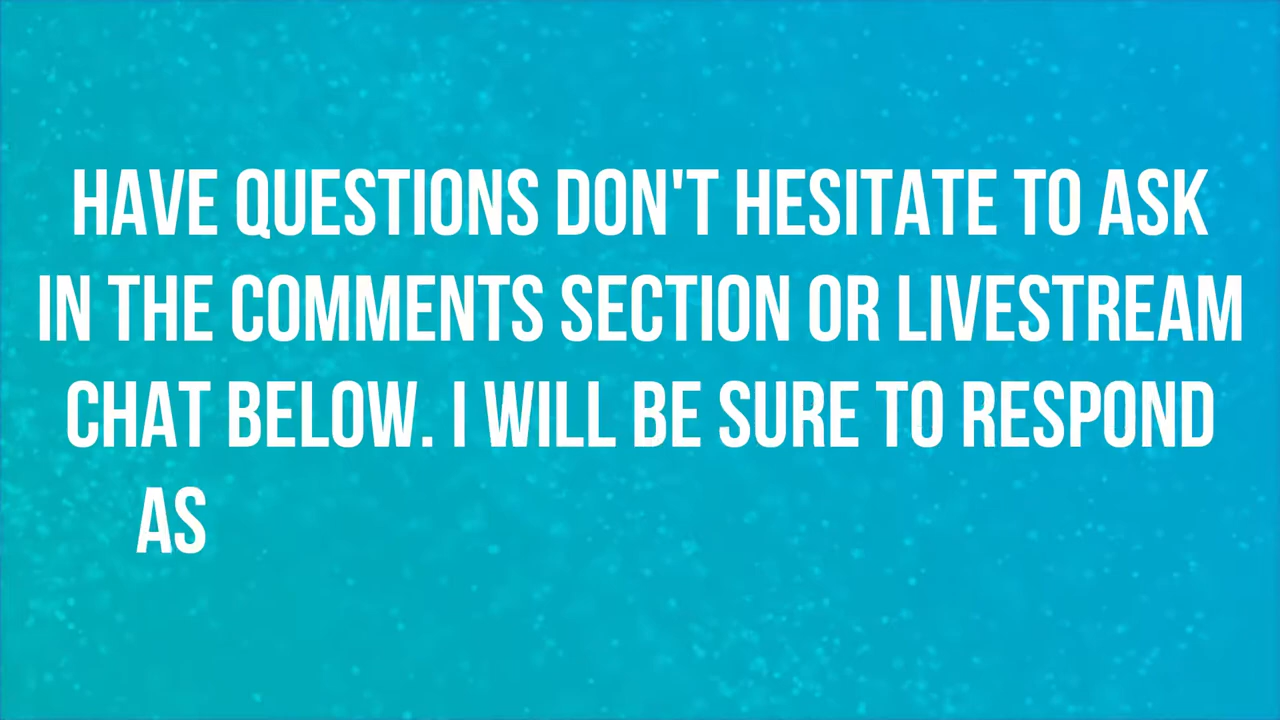 HAVE QUESTIONS DON'T HESITATE TO ASK
IN THE COMMENTS SECTION OR LIVESTREAM
CHAT BELOW. I WILL BE SURE TO RESPOND
AS